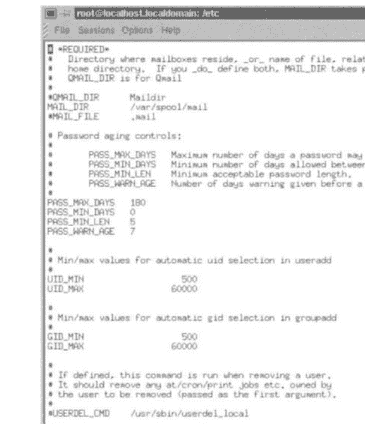 root@localhost.localdomain: /etc
File Sessions Options Help
# *REQUIRED*
# Directory where mailboxes reside, _or_ name of file, relat
# home directory. If you _do_ define both, MAIL_DIR takes p
# QMAIL_DIR is for Qmail
#
#QMAIL_DIR Maildir
MAIL_DIR /var/spool/mail
#MAIL_FILE .mail
# Password aging controls:
#
# PASS_MAX_DAYS Maximum number of days a password may
# PASS_MIN_DAYS Minimum number of days allowed between
# PASS_MIN_LEN Minimum acceptable password length.
# PASS_WARN_AGE Number of days warning given before a
#
PASS_MAX_DAYS 180
PASS_MIN_DAYS 0
PASS_MIN_LEN 5
PASS_WARN_AGE 7
#
# Min/max values for automatic uid selection in useradd
#
UID_MIN 500
UID_MAX 60000
#
# Min/max values for automatic gid selection in groupadd
#
GID_MIN 500
GID_MAX 60000
#
# If defined, this command is run when removing a user.
# It should remove any at/cron/print jobs etc. owned by
# the user to be removed (passed as the first argument).
#
#USERDEL_CMD /usr/sbin/userdel_local